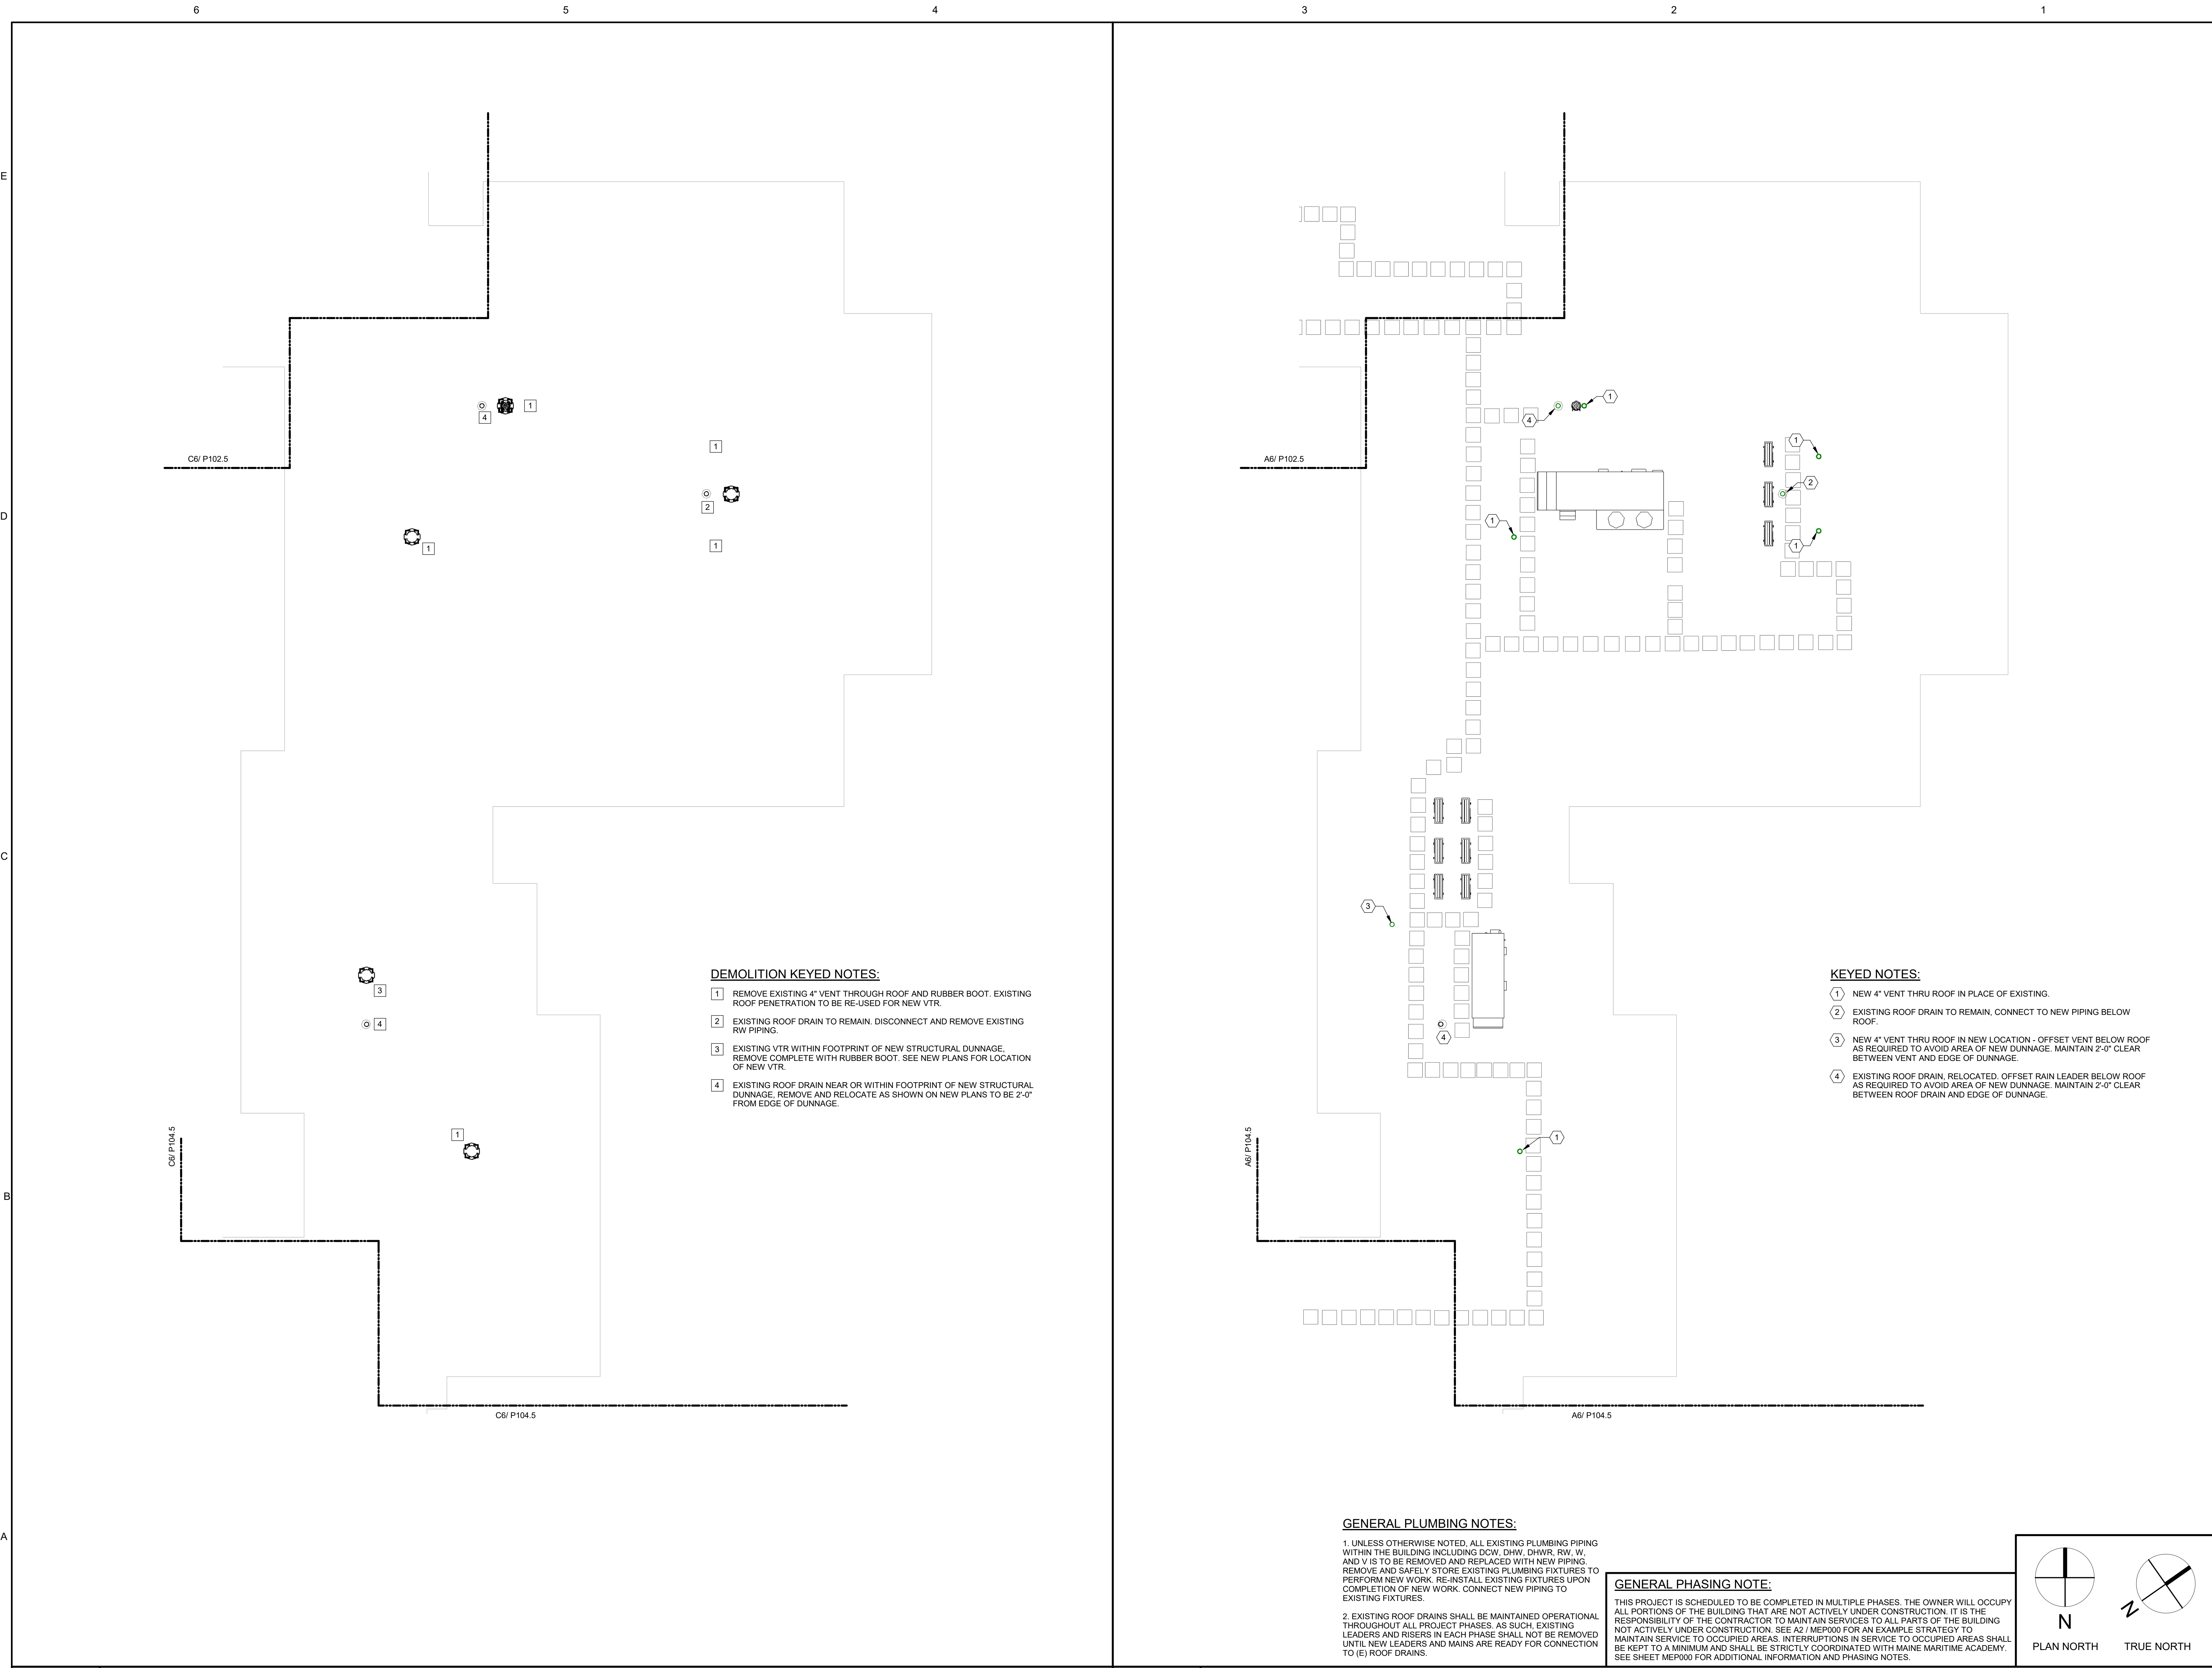 6 5 4 3 2 1
E
D
C
B
A
C6/ P102.5
4
1
1
2
1
1
3
4
1
C6/ P104.5
C6/ P104.5
DEMOLITION KEYED NOTES:
1 REMOVE EXISTING 4" VENT THROUGH ROOF AND RUBBER BOOT. EXISTING
ROOF PENETRATION TO BE RE-USED FOR NEW VTR.
2 EXISTING ROOF DRAIN TO REMAIN. DISCONNECT AND REMOVE EXISTING
RW PIPING.
3 EXISTING VTR WITHIN FOOTPRINT OF NEW STRUCTURAL DUNNAGE,
REMOVE COMPLETE WITH RUBBER BOOT. SEE NEW PLANS FOR LOCATION
OF NEW VTR.
4 EXISTING ROOF DRAIN NEAR OR WITHIN FOOTPRINT OF NEW STRUCTURAL
DUNNAGE, REMOVE AND RELOCATE AS SHOWN ON NEW PLANS TO BE 2'-0"
FROM EDGE OF DUNNAGE.
A6/ P102.5
1
4
1
2
1
1
3
4
1
A6/ P104.5
A6/ P104.5
KEYED NOTES:
1 NEW 4" VENT THRU ROOF IN PLACE OF EXISTING.
2 EXISTING ROOF DRAIN TO REMAIN, CONNECT TO NEW PIPING BELOW
ROOF.
3 NEW 4" VENT THRU ROOF IN NEW LOCATION - OFFSET VENT BELOW ROOF
AS REQUIRED TO AVOID AREA OF NEW DUNNAGE. MAINTAIN 2'-0" CLEAR
BETWEEN VENT AND EDGE OF DUNNAGE.
4 EXISTING ROOF DRAIN, RELOCATED. OFFSET RAIN LEADER BELOW ROOF
AS REQUIRED TO AVOID AREA OF NEW DUNNAGE. MAINTAIN 2'-0" CLEAR
BETWEEN ROOF DRAIN AND EDGE OF DUNNAGE.
GENERAL PLUMBING NOTES:
1. UNLESS OTHERWISE NOTED, ALL EXISTING PLUMBING PIPING
WITHIN THE BUILDING INCLUDING DCW, DHW, DHWR, RW, W,
AND V IS TO BE REMOVED AND REPLACED WITH NEW PIPING.
REMOVE AND SAFELY STORE EXISTING PLUMBING FIXTURES TO
PERFORM NEW WORK. RE-INSTALL EXISTING FIXTURES UPON
COMPLETION OF NEW WORK. CONNECT NEW PIPING TO
EXISTING FIXTURES.
2. EXISTING ROOF DRAINS SHALL BE MAINTAINED OPERATIONAL
THROUGHOUT ALL PROJECT PHASES. AS SUCH, EXISTING
LEADERS AND RISERS IN EACH PHASE SHALL NOT BE REMOVED
UNTIL NEW LEADERS AND MAINS ARE READY FOR CONNECTION
TO (E) ROOF DRAINS.
GENERAL PHASING NOTE:
THIS PROJECT IS SCHEDULED TO BE COMPLETED IN MULTIPLE PHASES. THE OWNER WILL OCCUPY
ALL PORTIONS OF THE BUILDING THAT ARE NOT ACTIVELY UNDER CONSTRUCTION. IT IS THE
RESPONSIBILITY OF THE CONTRACTOR TO MAINTAIN SERVICES TO ALL PARTS OF THE BUILDING
NOT ACTIVELY UNDER CONSTRUCTION. SEE A2 / MEP000 FOR AN EXAMPLE STRATEGY TO
MAINTAIN SERVICE TO OCCUPIED AREAS. INTERRUPTIONS IN SERVICE TO OCCUPIED AREAS SHALL
BE KEPT TO A MINIMUM AND SHALL BE STRICTLY COORDINATED WITH MAINE MARITIME ACADEMY.
SEE SHEET MEP000 FOR ADDITIONAL INFORMATION AND PHASING NOTES.
N
PLAN NORTH
N
TRUE NORTH